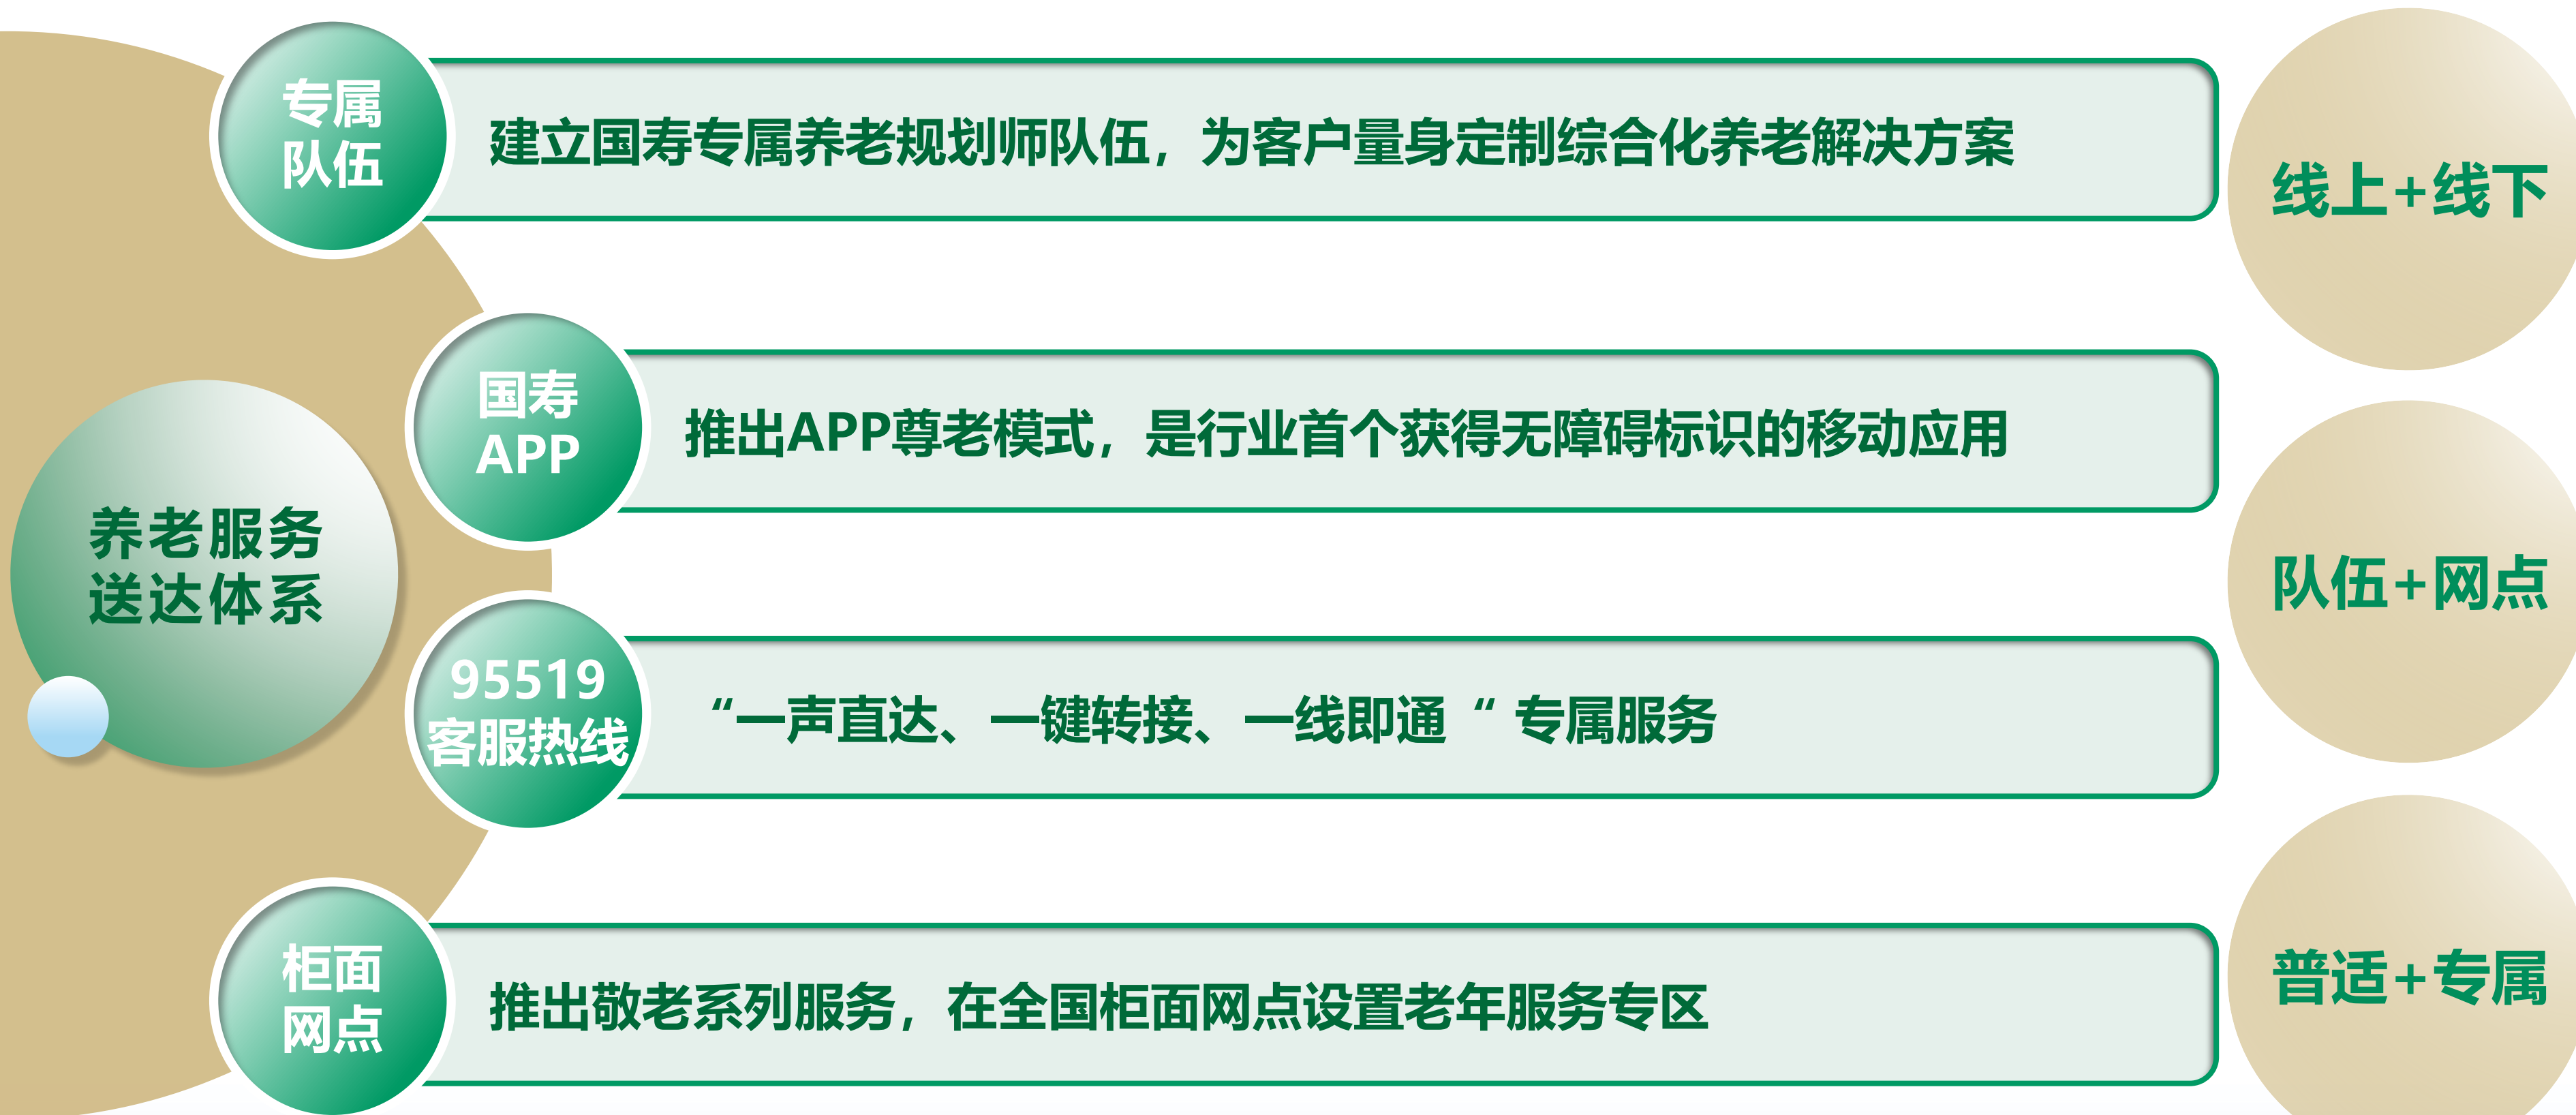 专属
队伍
建立国寿专属养老规划师队伍，为客户量身定制综合化养老解决方案
线上+线下
国寿
APP
推出APP尊老模式，是行业首个获得无障碍标识的移动应用
养老服务
送达体系
队伍+网点
95519
客服热线
“一声直达、一键转接、一线即通“ 专属服务
柜面
网点
推出敬老系列服务，在全国柜面网点设置老年服务专区
普适+专属